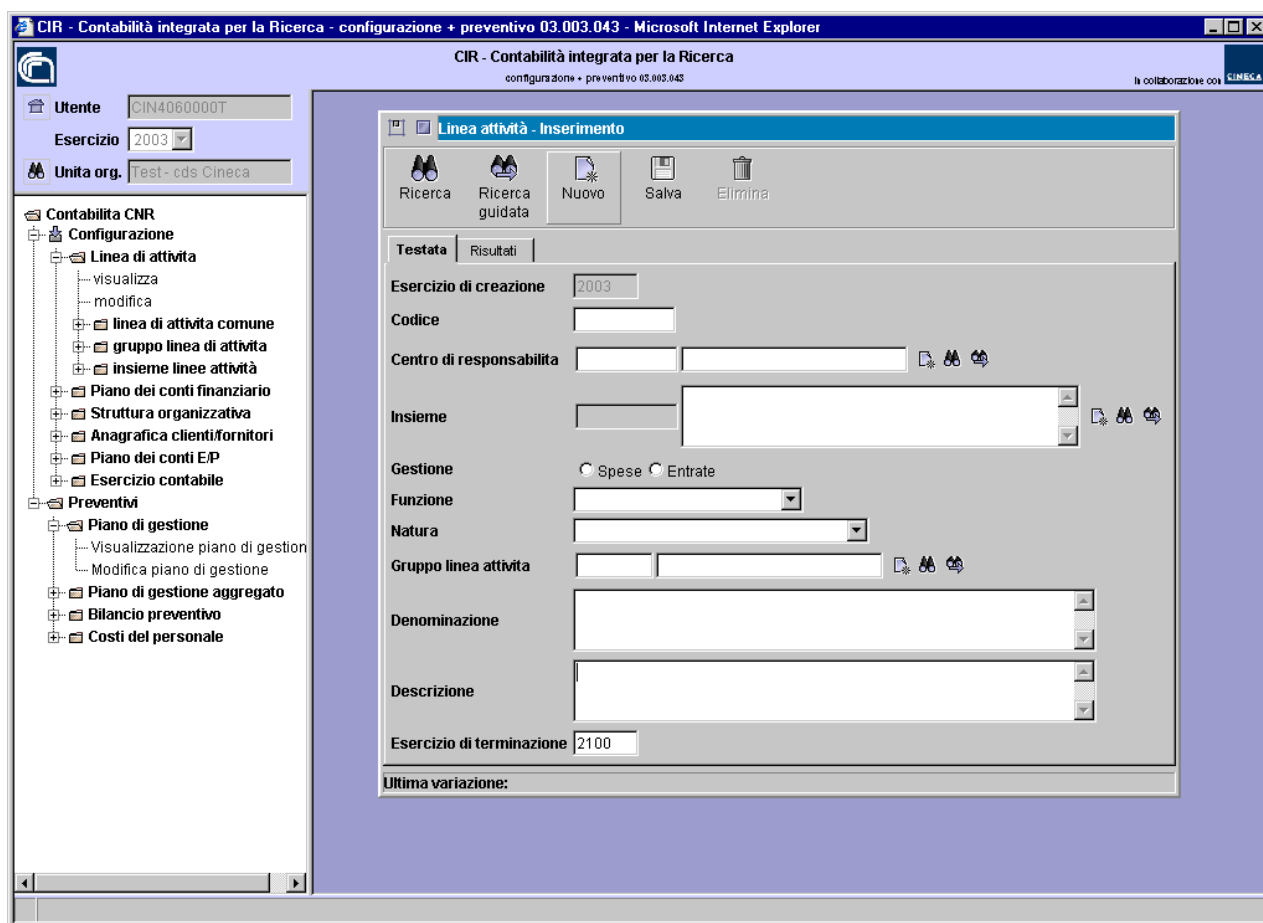 CIR - Contabilità integrata per la Ricerca - configurazione + preventivo 03.003.043 - Microsoft Internet Explorer
CIR - Contabilità integrata per la Ricerca
configurazione + preventivo 03.003.043
In collaborazione con CINECA
Utente CIN4060000T
Esercizio 2003
Unita org. Test - cds Cineca
Contabilita CNR
Configurazione
Linea di attivita
visualizza
modifica
linea di attivita comune
gruppo linea di attivita
insieme linee attività
Piano dei conti finanziario
Struttura organizzativa
Anagrafica clienti/fornitori
Piano dei conti E/P
Esercizio contabile
Preventivi
Piano di gestione
Visualizzazione piano di gestion
Modifica piano di gestione
Piano di gestione aggregato
Bilancio preventivo
Costi del personale
Linea attività - Inserimento
Ricerca
Ricerca guidata
Nuovo
Salva
Elimina
Testata Risultati
Esercizio di creazione 2003
Codice
Centro di responsabilita
Insieme
Gestione Spese Entrate
Funzione
Natura
Gruppo linea attivita
Denominazione
Descrizione
Esercizio di terminazione 2100
Ultima variazione: